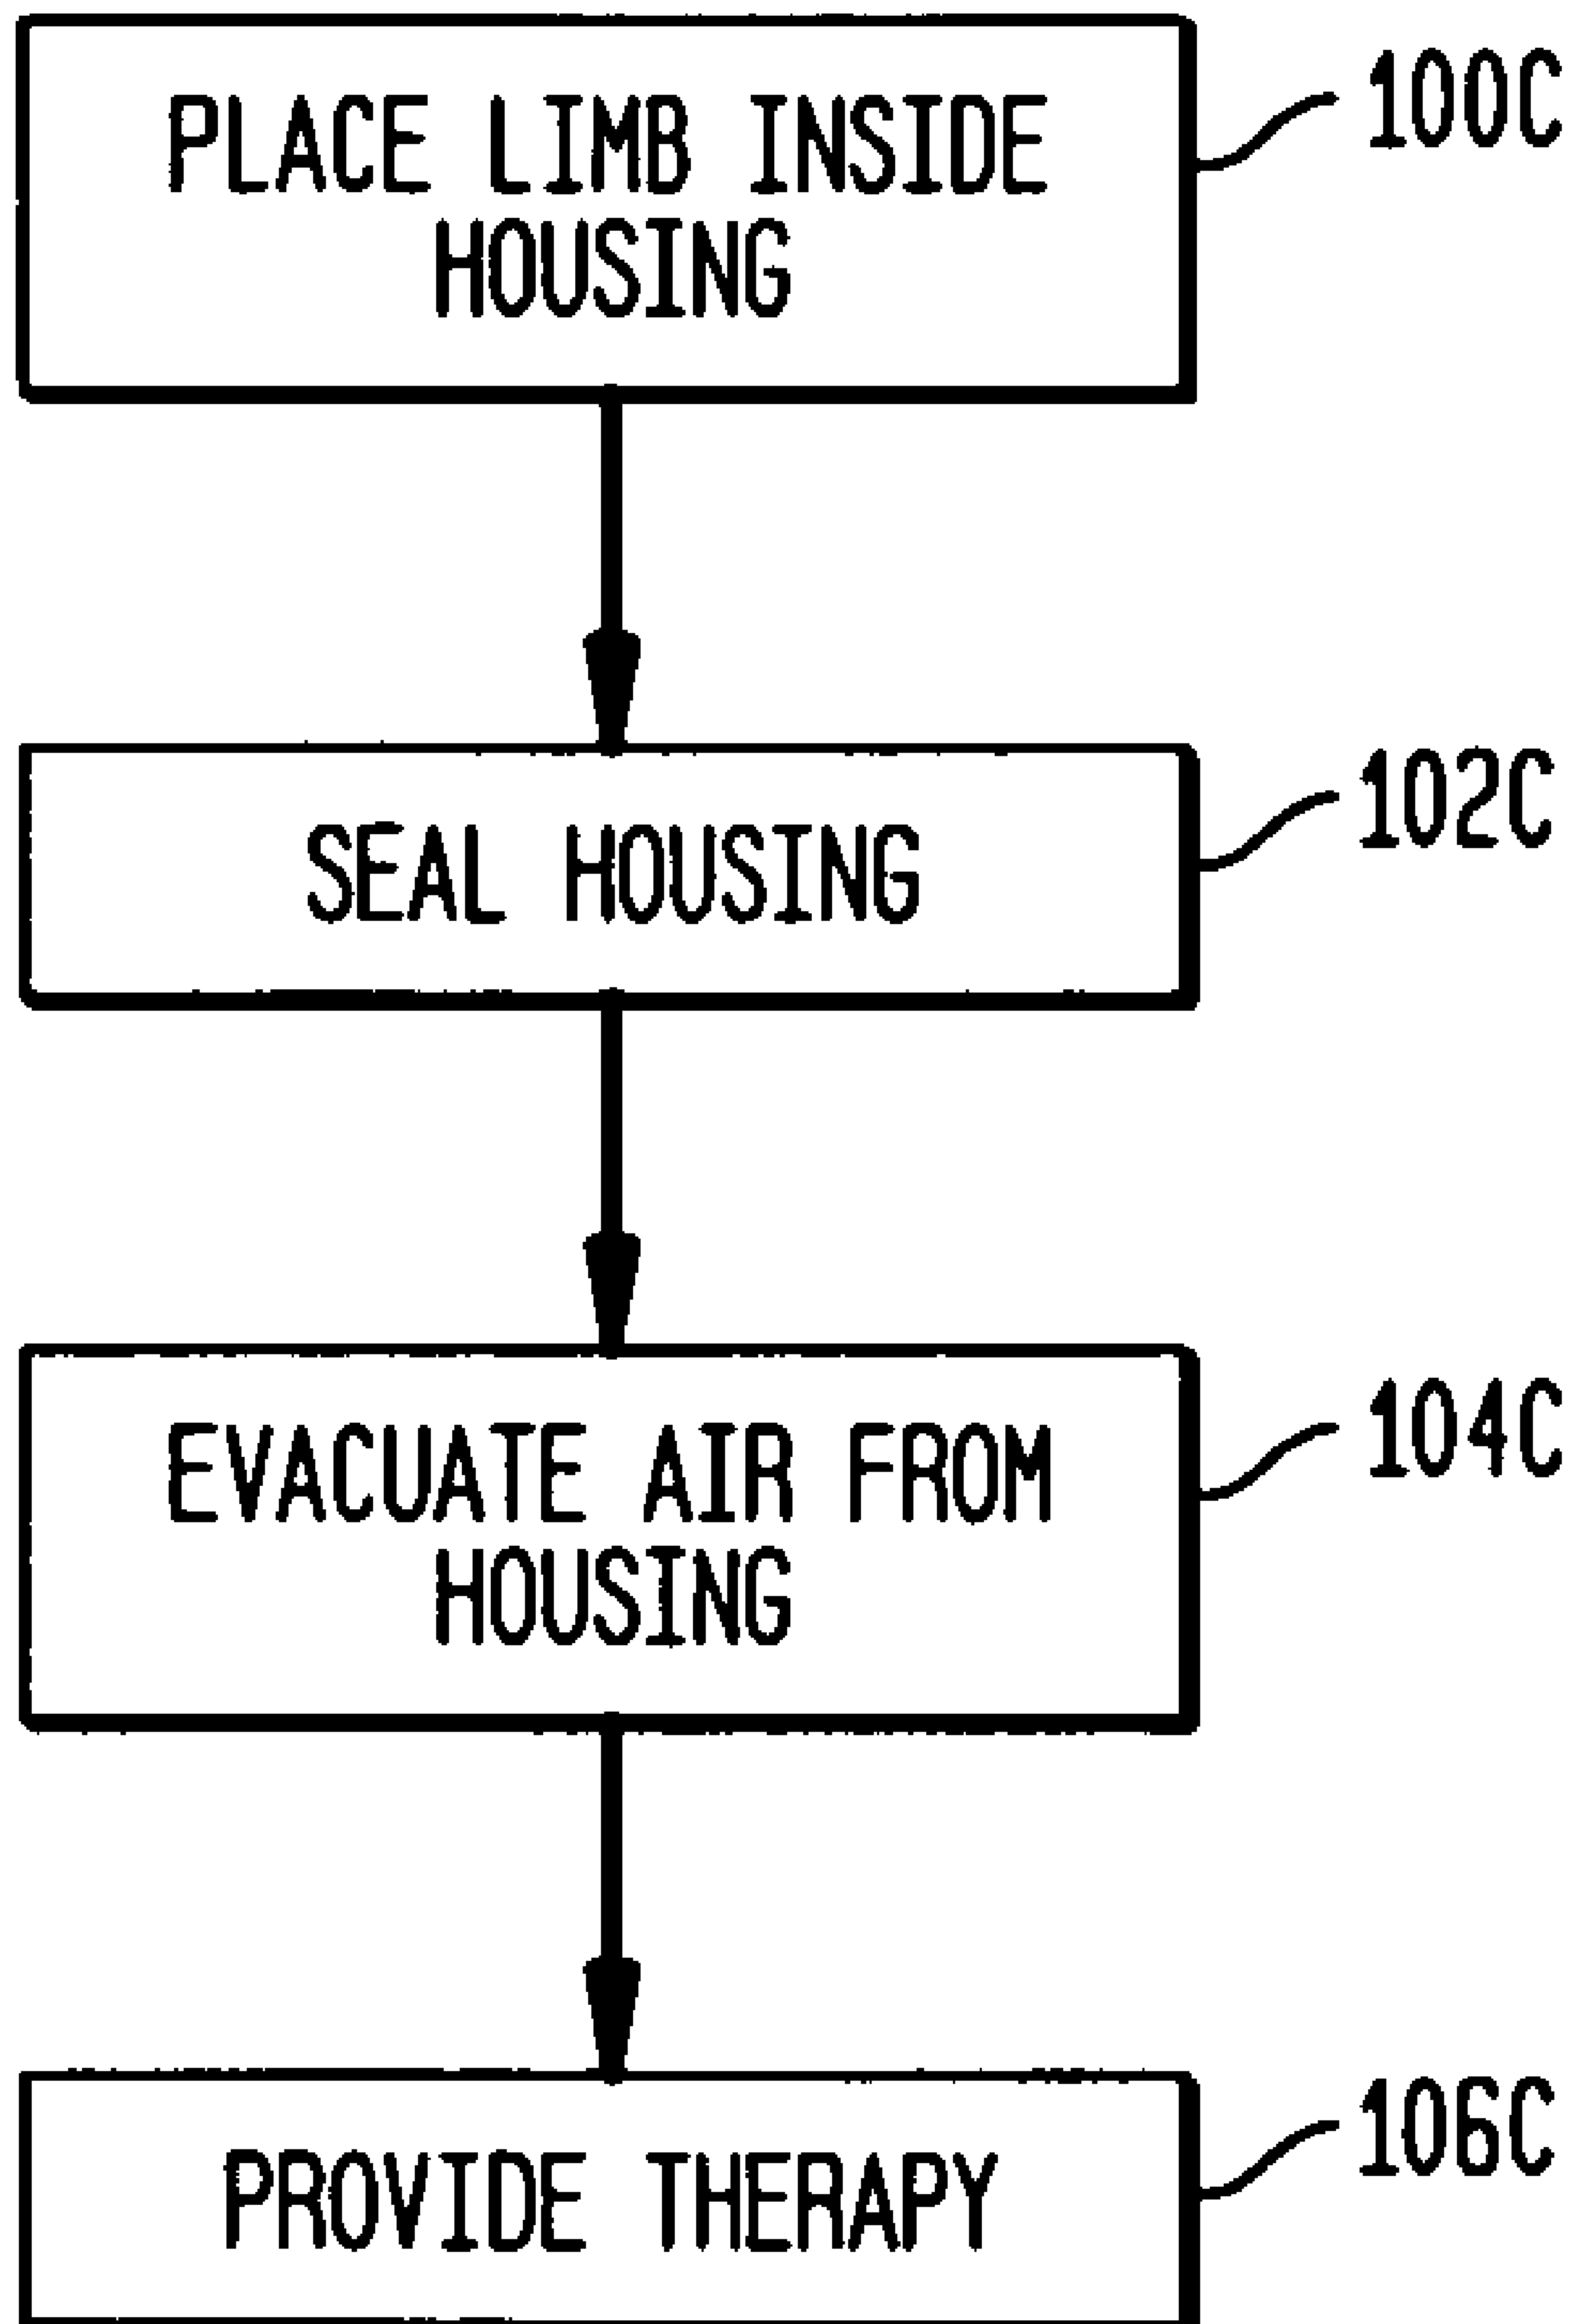 PLACE LIMB INSIDE
HOUSING
100C
SEAL HOUSING
102C
EVACUATE AIR FROM
HOUSING
104C
PROVIDE THERAPY
106C